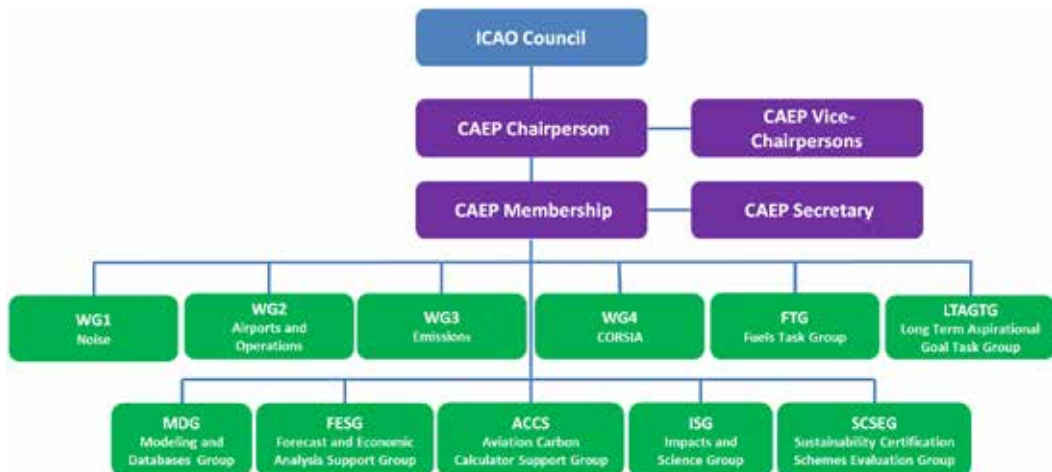 ICAO Council
CAEP Chairperson
CAEP Vice-
Chairpersons
CAEP Membership
CAEP Secretary
WG1
Noise
WG2
Airports and
Operations
WG3
Emissions
WG4
CORSIA
FTG
Fuels Task Group
LTAGTG
Long Term Aspirational
Goal Task Group
MDG
Modeling and
Databases Group
FESG
Forecast and Economic
Analysis Support Group
ACCS
Aviation Carbon
Calculator Support Group
ISG
Impacts and
Science Group
SCSEG
Sustainability Certification
Schemes Evaluation Group